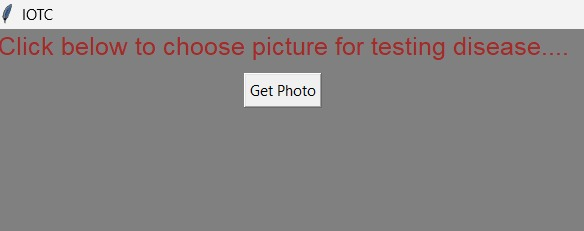 IOTC
Click below to choose picture for testing disease....
Get Photo